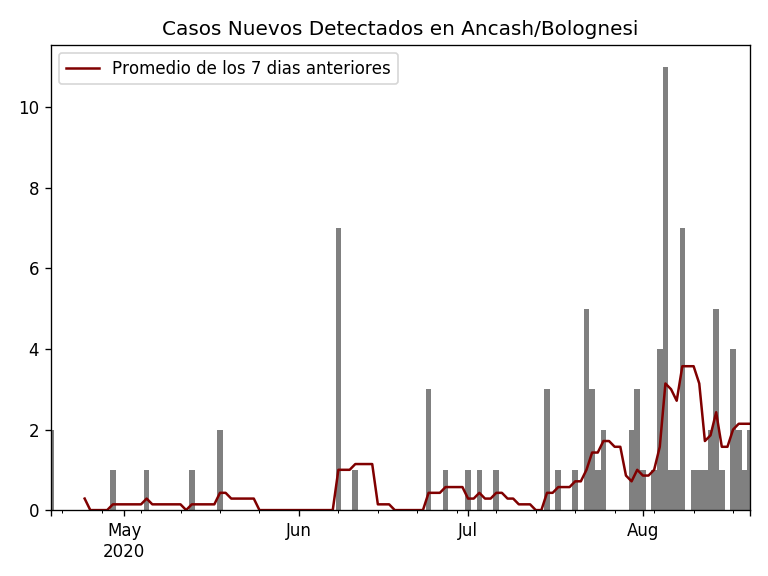 Casos Nuevos Detectados en Ancash/Bolognesi
Promedio de los 7 dias anteriores
10
8
6
4
2
0
May
2020
Jun
Jul
Aug